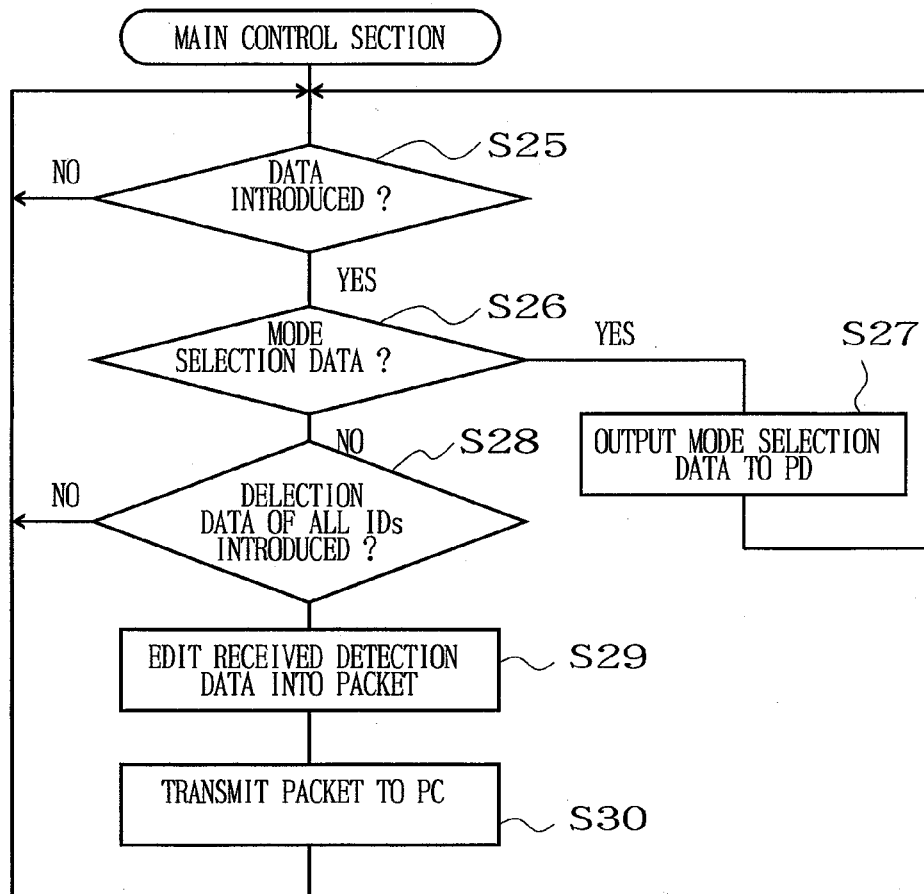 MAIN CONTROL SECTION
S25
NO
DATA
INTRODUCED ?
YES
S26
MODE
SELECTION DATA ?
YES
S27
OUTPUT MODE SELECTION
DATA TO PD
NO
S28
NO
DELECTION
DATA OF ALL IDs
INTRODUCED ?
EDIT RECEIVED DETECTION
DATA INTO PACKET
S29
TRANSMIT PACKET TO PC
S30